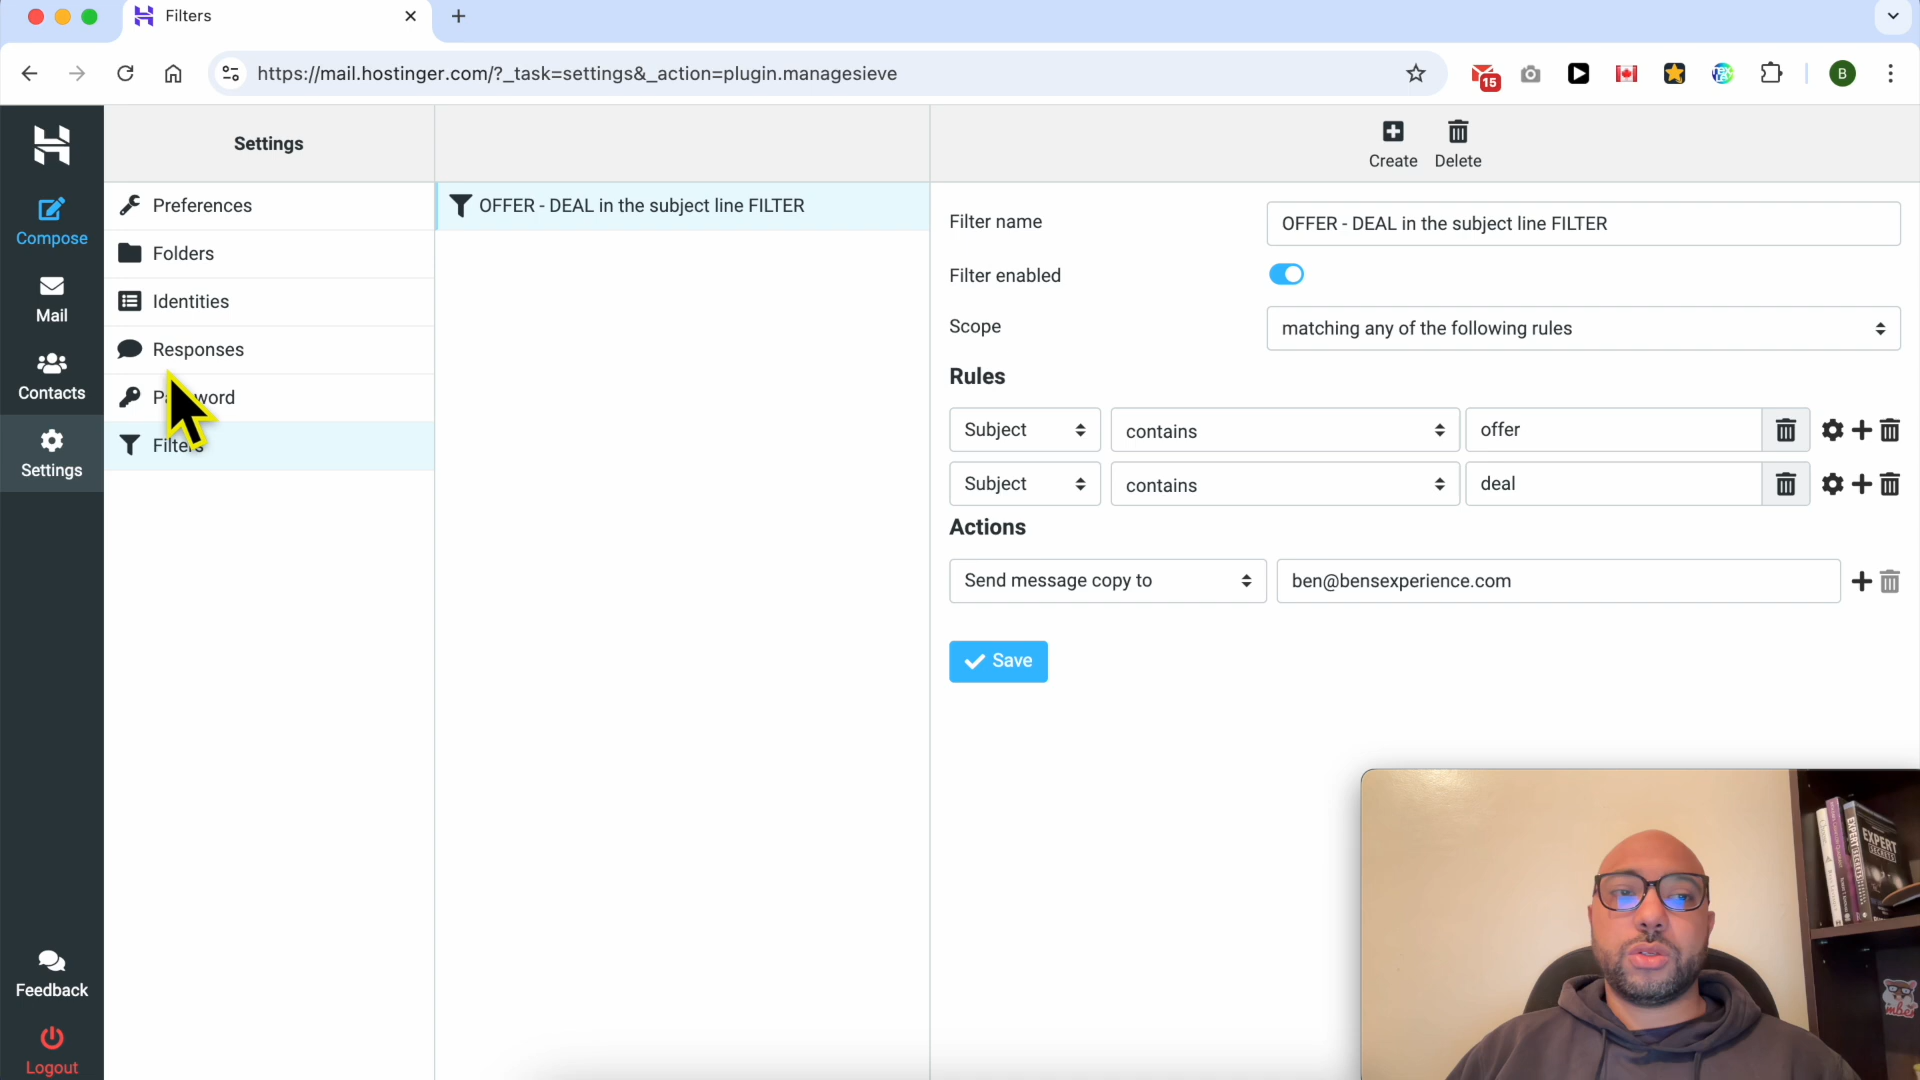 Filters
https://mail.hostinger.com/?_task=settings&_action=plugin.managesieve
15
B
Settings
Create
Delete
Compose
Mail
Contacts
Settings
Feedback
Logout
Preferences
Folders
Identities
Responses
Filters
OFFER - DEAL in the subject line FILTER
Filter name
OFFER - DEAL in the subject line FILTER
Filter enabled
Scope
matching any of the following rules
Rules
Subject contains offer
Subject contains deal
Actions
Send message copy to ben@bensexperience.com
Save
EXPERT
SECRETS